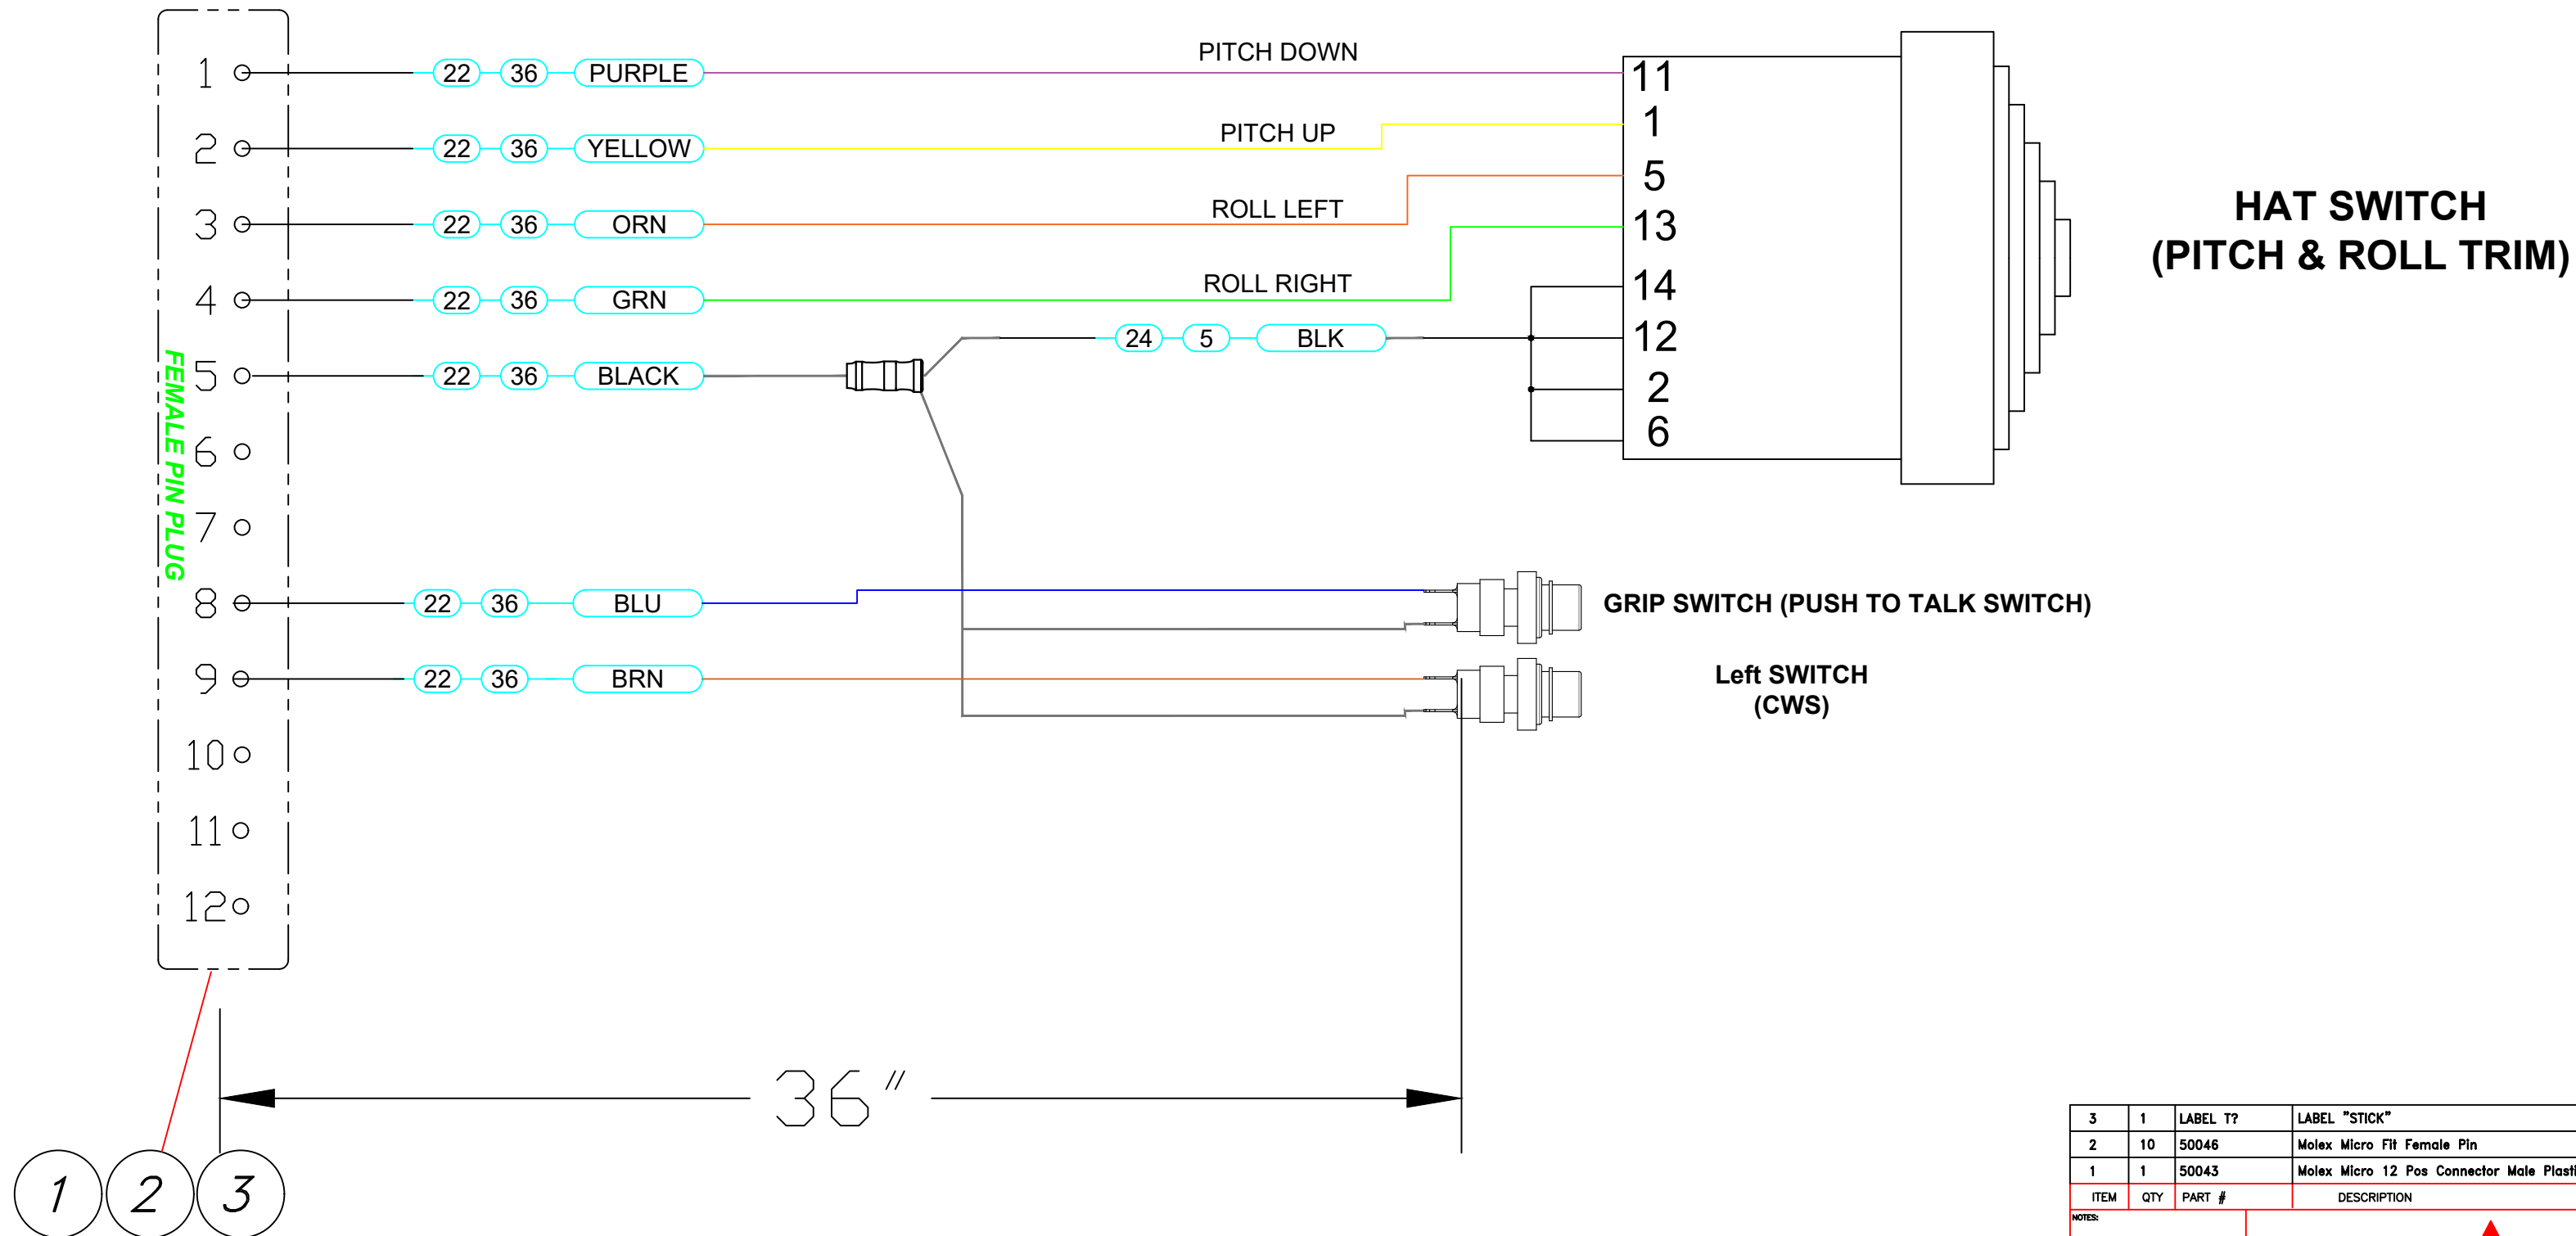 1 22 36 PURPLE PITCH DOWN 11
2 22 36 YELLOW PITCH UP 1
3 22 36 ORN ROLL LEFT 5
4 22 36 GRN ROLL RIGHT 13
14
24 5 BLK 12
5 22 36 BLACK 2
6
HAT SWITCH
(PITCH & ROLL TRIM)
FEMALE PIN PLUG
6
7
8 22 36 BLU GRIP SWITCH (PUSH TO TALK SWITCH)
9 22 36 BRN Left SWITCH
(CWS)
10
11
12
36"
1 2 3
3 1 LABEL T? LABEL "STICK"
2 10 50046 Molex Micro Fit Female Pin
1 1 50043 Molex Micro 12 Pos Connector Male
ITEM QTY PART # DESCRIPTION
NOTES: